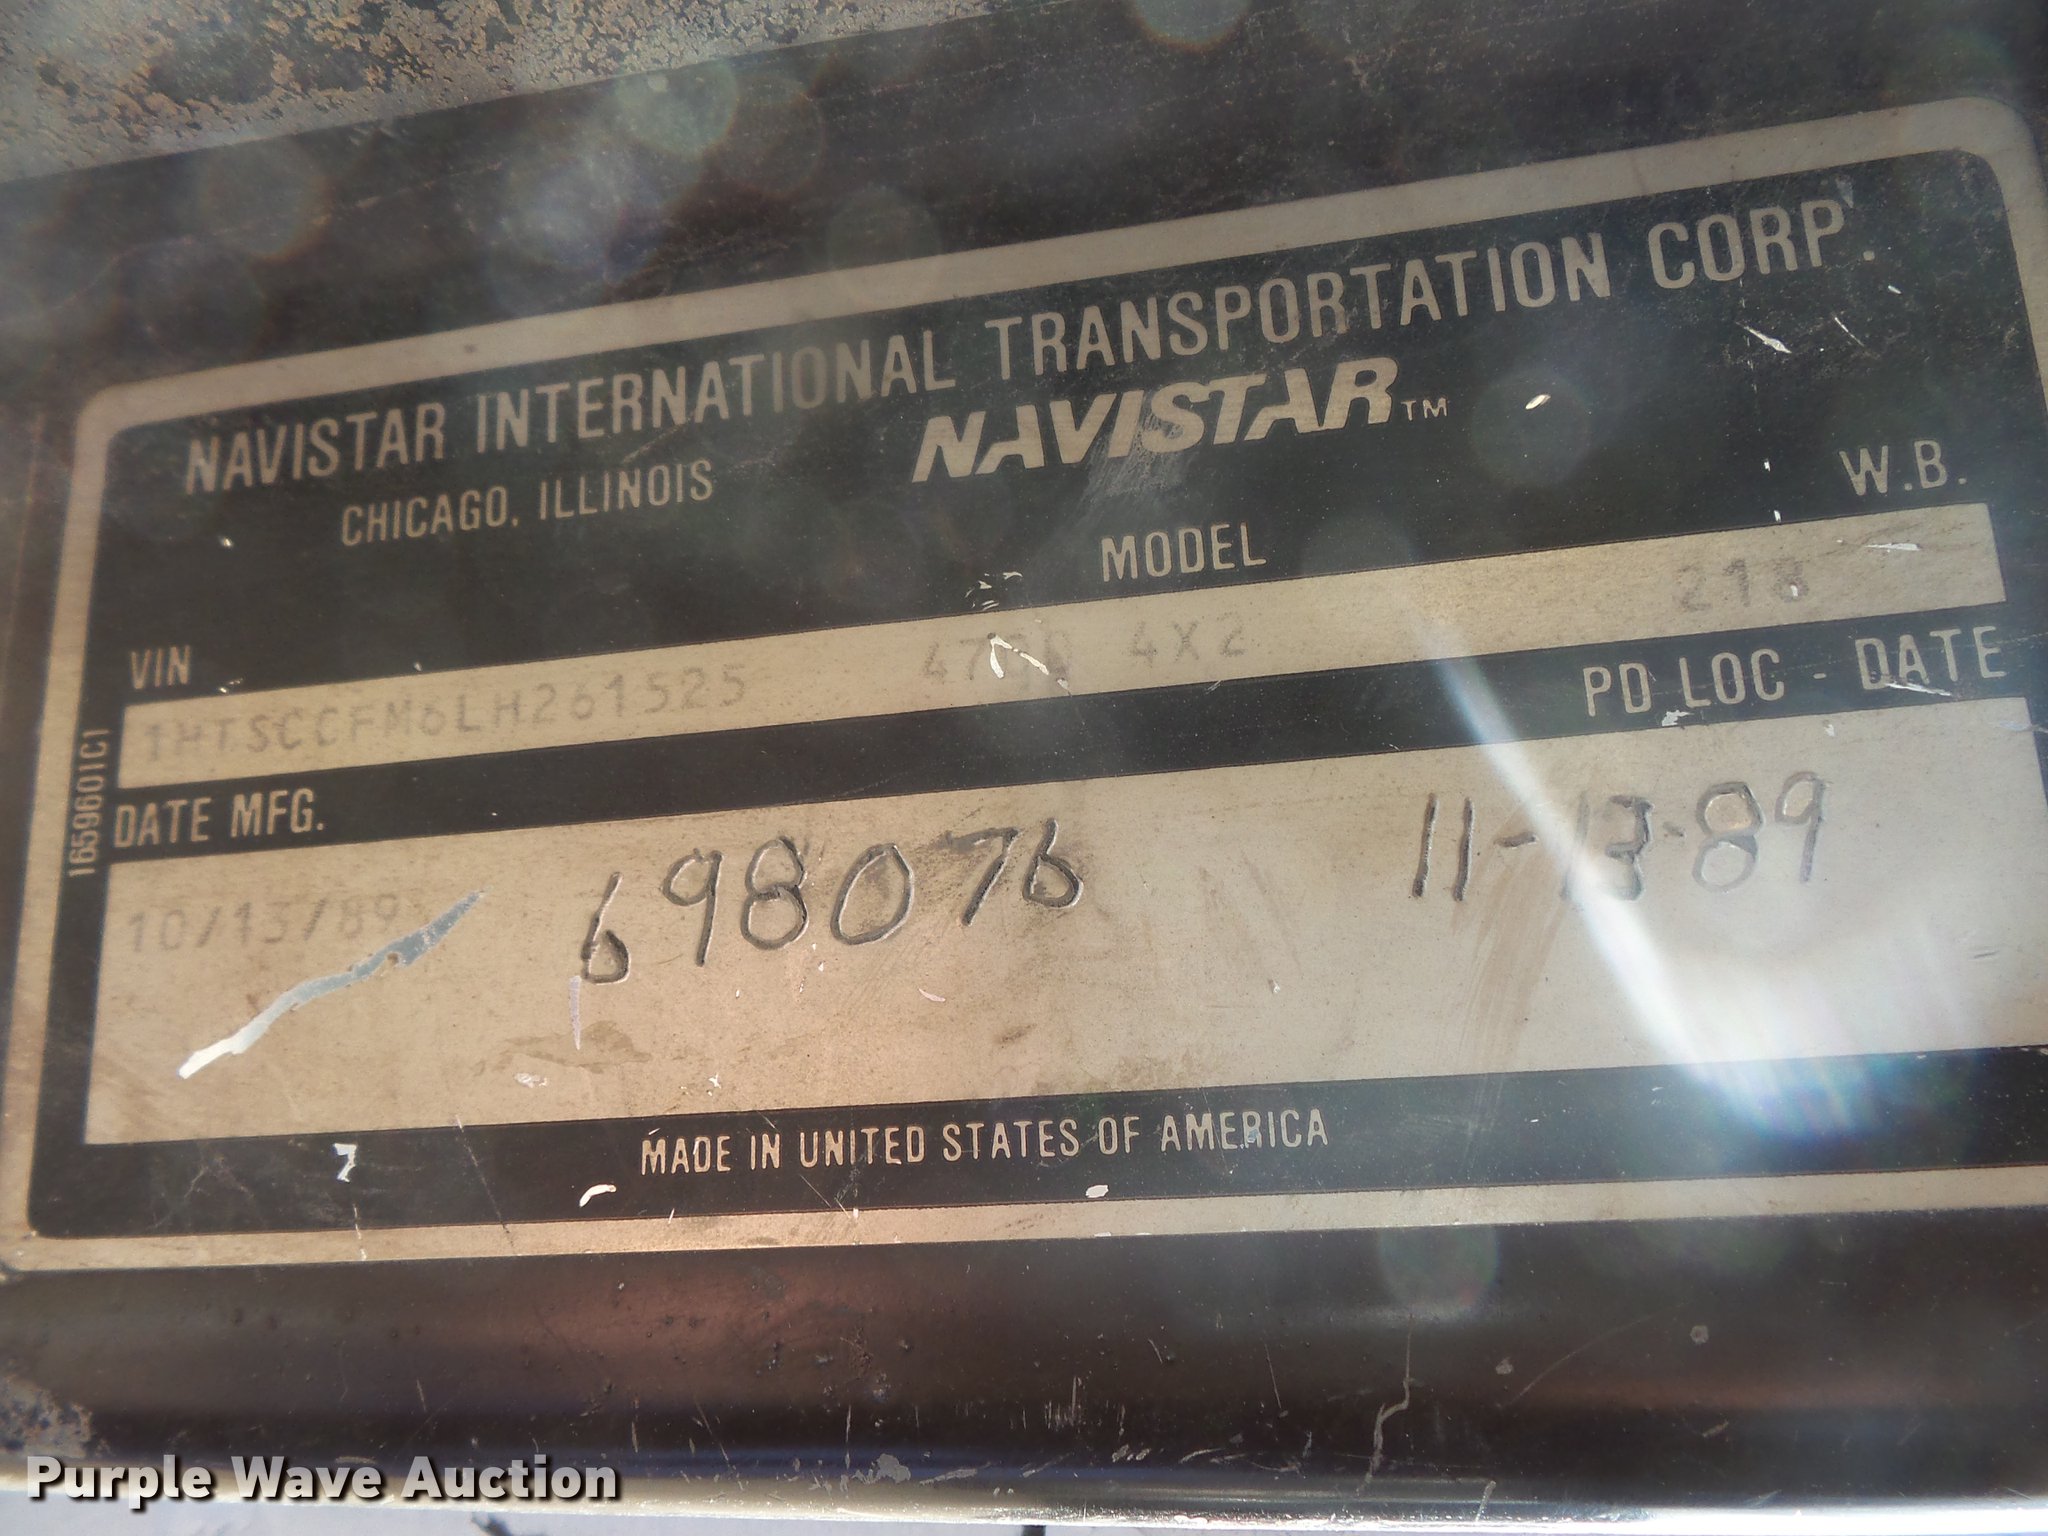 NAVISTAR INTERNATIONAL TRANSPORTATION CORP.
CHICAGO, ILLINOIS NAVISTAR™
VIN MODEL W.B.
1HTSCCFM6LH261525 4X2 218
DATE MFG. PD LOC - DATE
10/13/89 698076 11-13-89
1659601C1
MADE IN UNITED STATES OF AMERICA
Purple Wave Auction